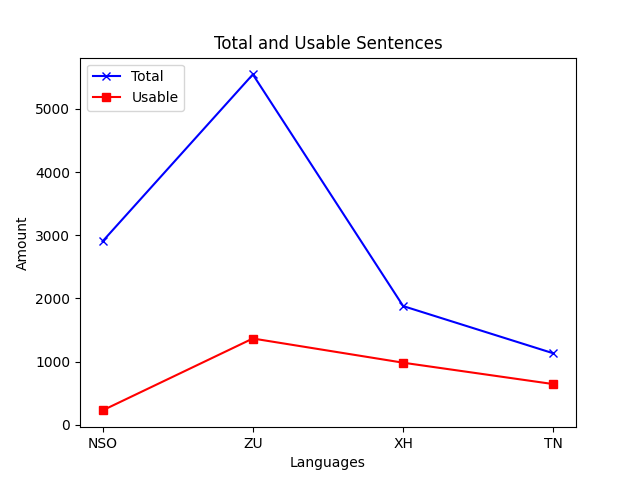 Total and Usable Sentences
Total
Usable
5000
4000
3000
2000
1000
0
Amount
NSO ZU XH TN
Languages